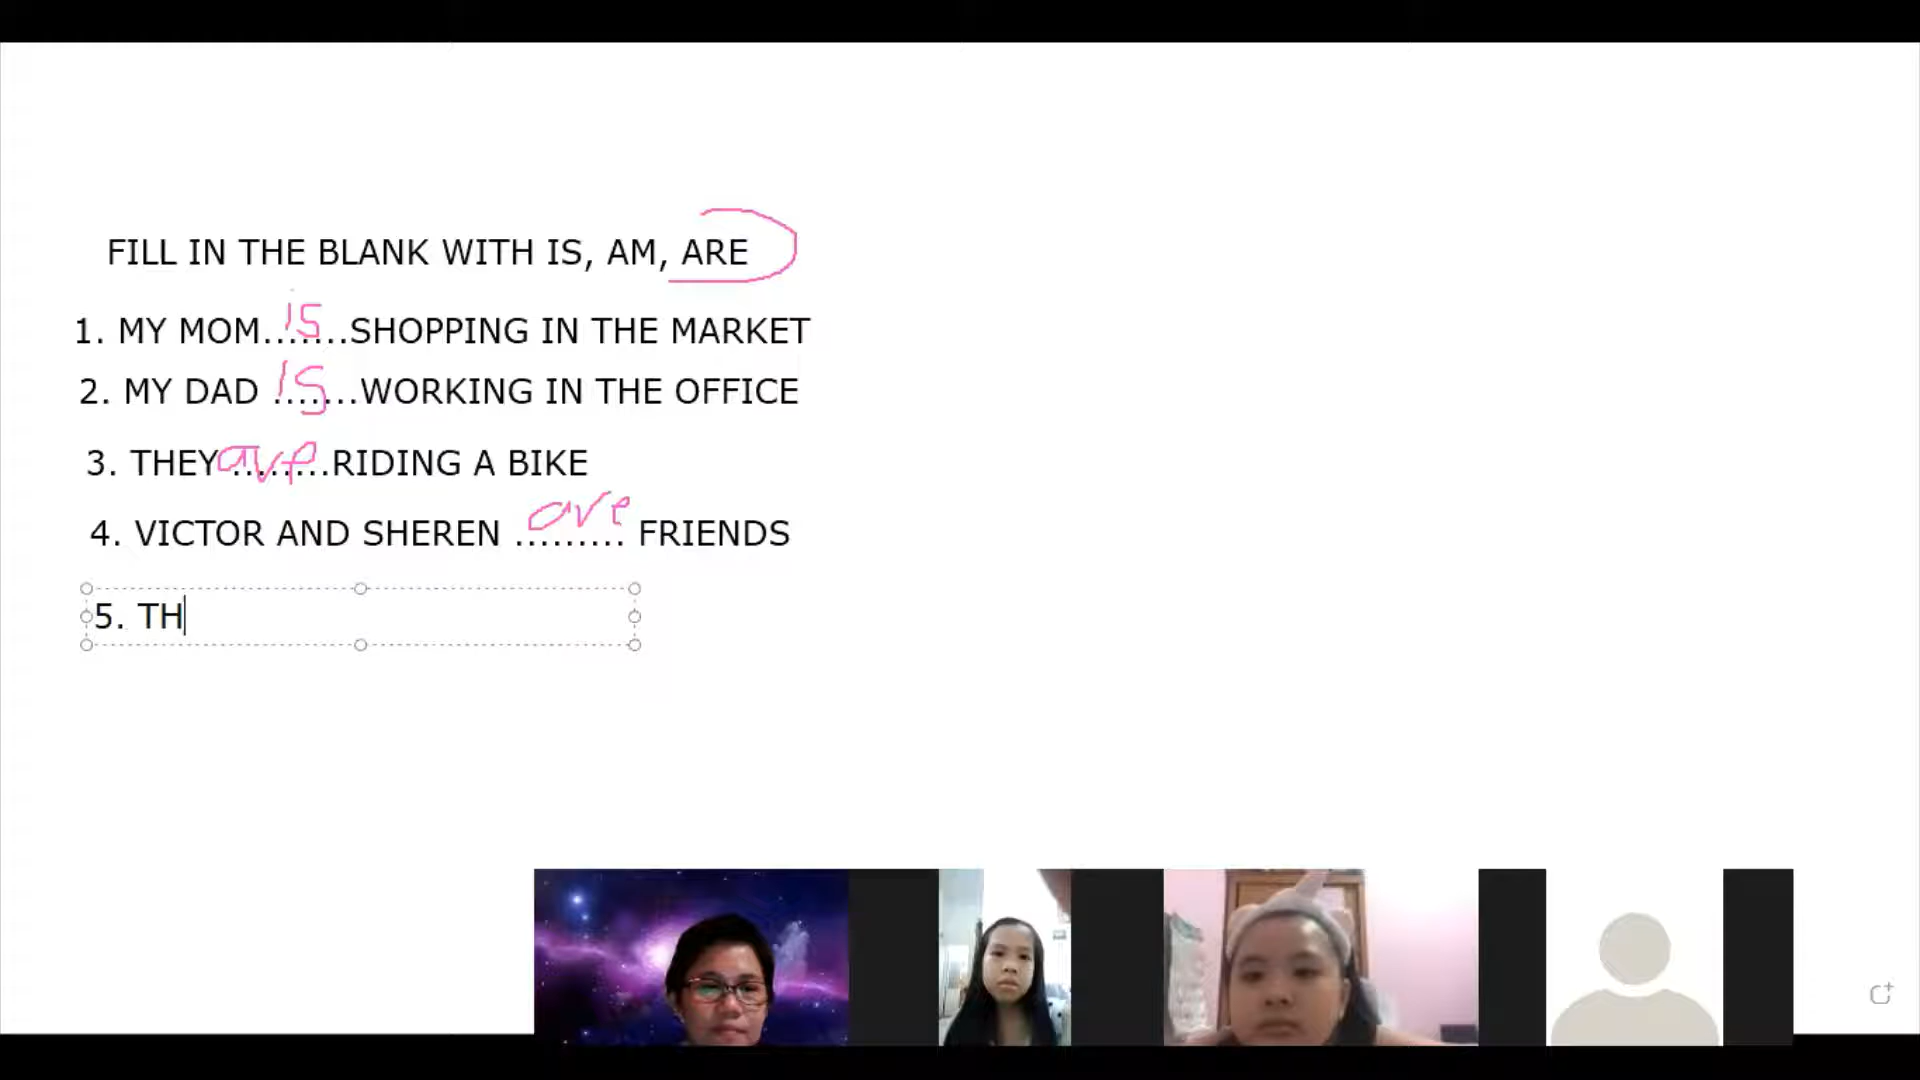 FILL IN THE BLANK WITH IS, AM, ARE
1. MY MOM...is....SHOPPING IN THE MARKET
2. MY DAD ...is....WORKING IN THE OFFICE
3. THEY are........RIDING A BIKE
4. VICTOR AND SHEREN ...are...... FRIENDS
5. TH